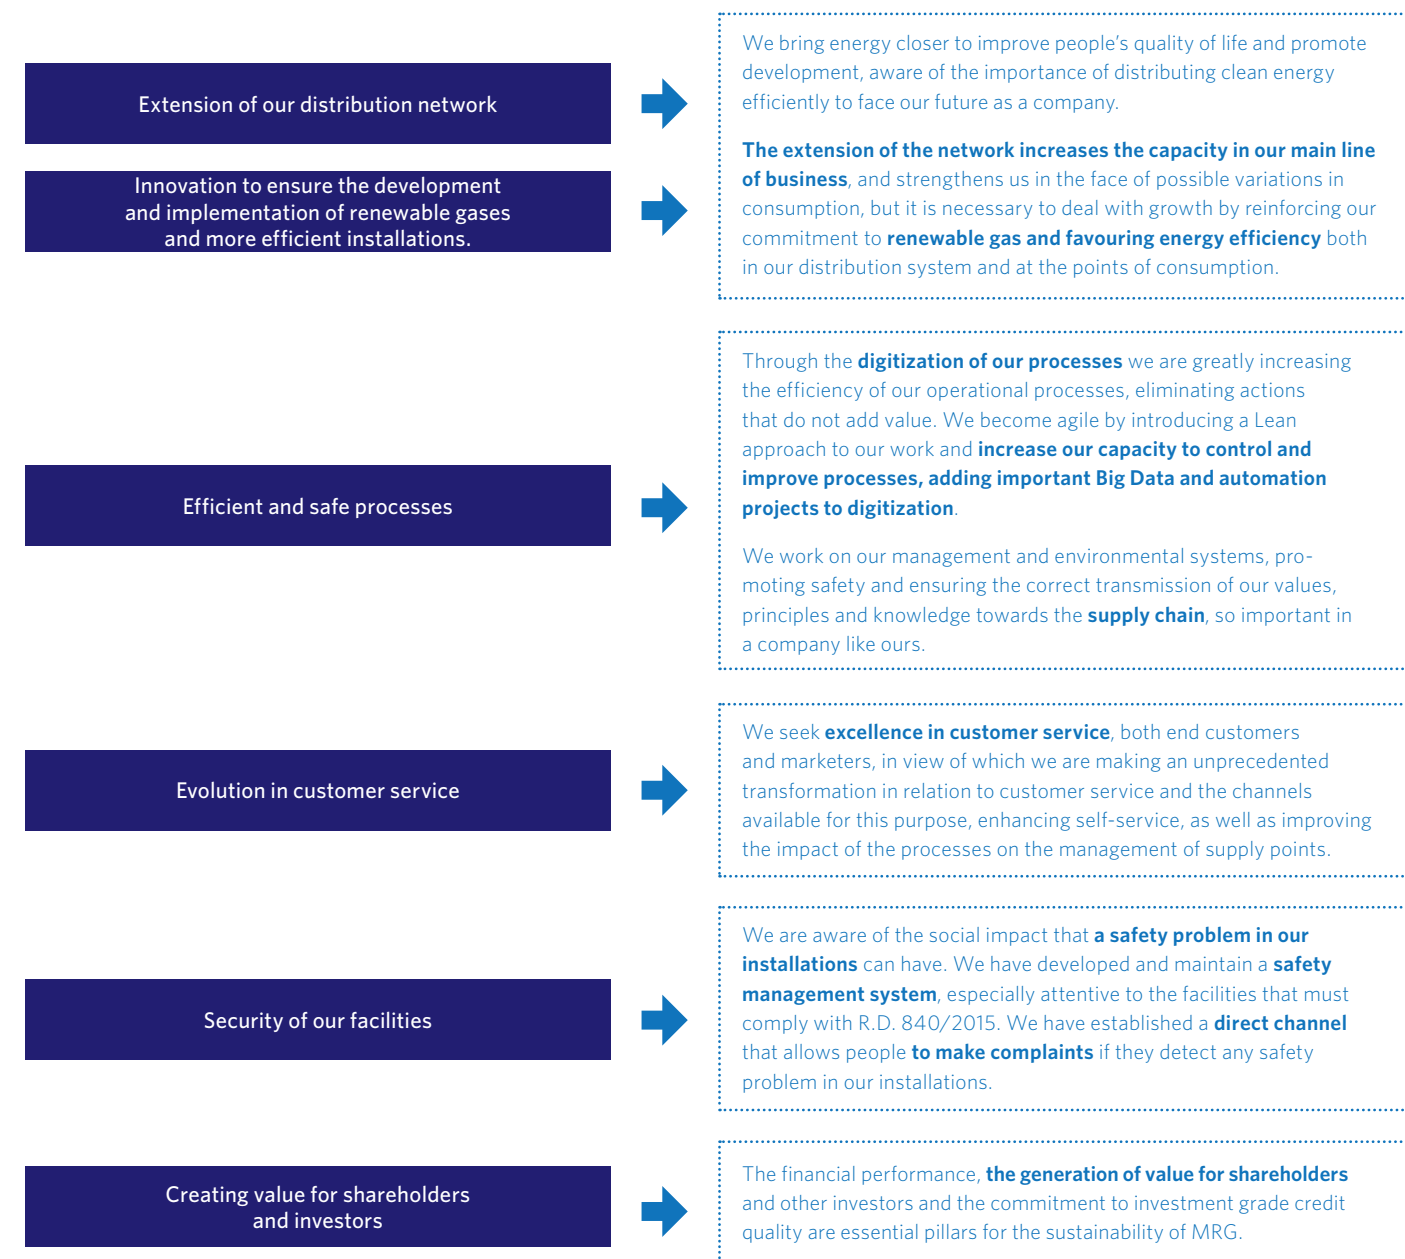 Extension of our distribution network
Innovation to ensure the development
and implementation of renewable gases
and more efficient installations.
We bring energy closer to improve people's quality of life and promote
development, aware of the importance of distributing clean energy
efficiently to face our future as a company.
The extension of the network increases the capacity in our main line
of business, and strengthens us in the face of possible variations in
consumption, but it is necessary to deal with growth by reinforcing our
commitment to renewable gas and favouring energy efficiency both
in our distribution system and at the points of consumption.
Efficient and safe processes
Through the digitization of our processes we are greatly increasing
the efficiency of our operational processes, eliminating actions
that do not add value. We become agile by introducing a Lean
approach to our work and increase our capacity to control and
improve processes, adding important Big Data and automation
projects to digitization.
We work on our management and environmental systems, pro-
moting safety and ensuring the correct transmission of our values,
principles and knowledge towards the supply chain, so important in
a company like ours.
Evolution in customer service
We seek excellence in customer service, both end customers
and marketers, in view of which we are making an unprecedented
transformation in relation to customer service and the channels
available for this purpose, enhancing self-service, as well as improving
the impact of the processes on the management of supply points.
Security of our facilities
We are aware of the social impact that a safety problem in our
installations can have. We have developed and maintain a safety
management system, especially attentive to the facilities that must
comply with R.D. 840/2015. We have established a direct channel
that allows people to make complaints if they detect any safety
problem in our installations.
Creating value for shareholders
and investors
The financial performance, the generation of value for shareholders
and other investors and the commitment to investment grade credit
quality are essential pillars for the sustainability of MRG.